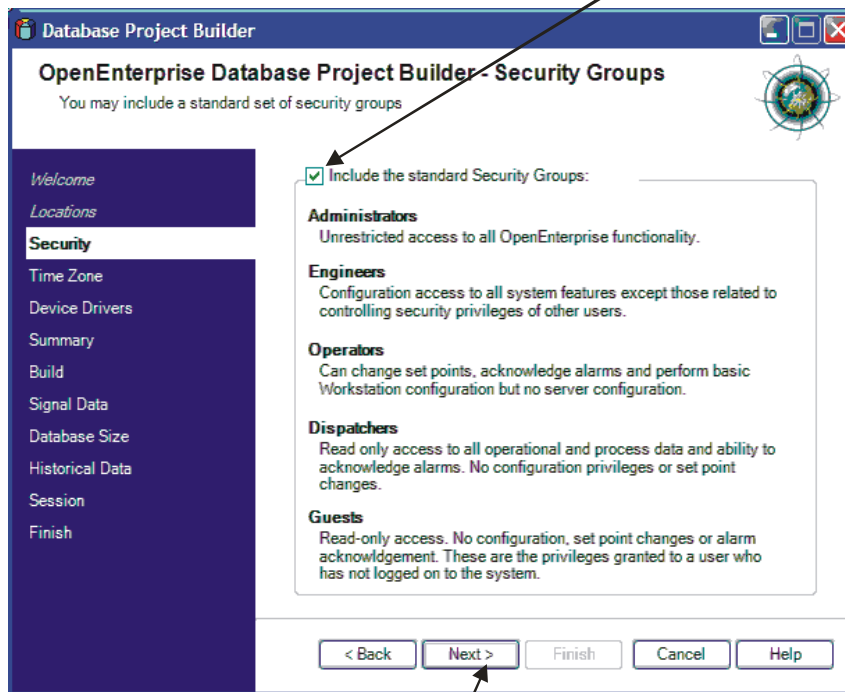 Database Project Builder
OpenEnterprise Database Project Builder - Security Groups
You may include a standard set of security groups
Welcome
Locations
Security
Time Zone
Device Drivers
Summary
Build
Signal Data
Database Size
Historical Data
Session
Finish
Include the standard Security Groups:
Administrators
Unrestricted access to all OpenEnterprise functionality.
Engineers
Configuration access to all system features except those related to
controlling security privileges of other users.
Operators
Can change set points, acknowledge alarms and perform basic
Workstation configuration but no server configuration.
Dispatchers
Read only access to all operational and process data and ability to
acknowledge alarms. No configuration privileges or set point
changes.
Guests
Read-only access. No configuration, set point changes or alarm
acknowldgement. These are the privileges granted to a user who
has not logged on to the system.
< Back
Next >
Finish
Cancel
Help